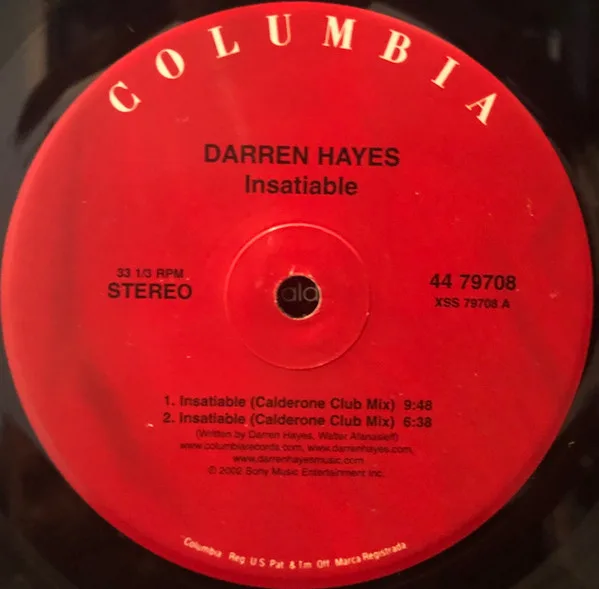 COLUMBIA
DARREN HAYES
Insatiable
33 1/3 RPM
STEREO
44 79708
XSS 79708 A
1. Insatiable (Calderone Club Mix) 9:48
2. Insatiable (Calderone Club Mix) 6:38
(Written by Darren Hayes, Walter Afanasieff)
www.columbiarecords.com, www.darrenhayes.com,
www.darrenhayesmusic.com
© 2002 Sony Music Entertainment Inc.
Columbia Reg U.S Pat & Tm Off Marca Registrada